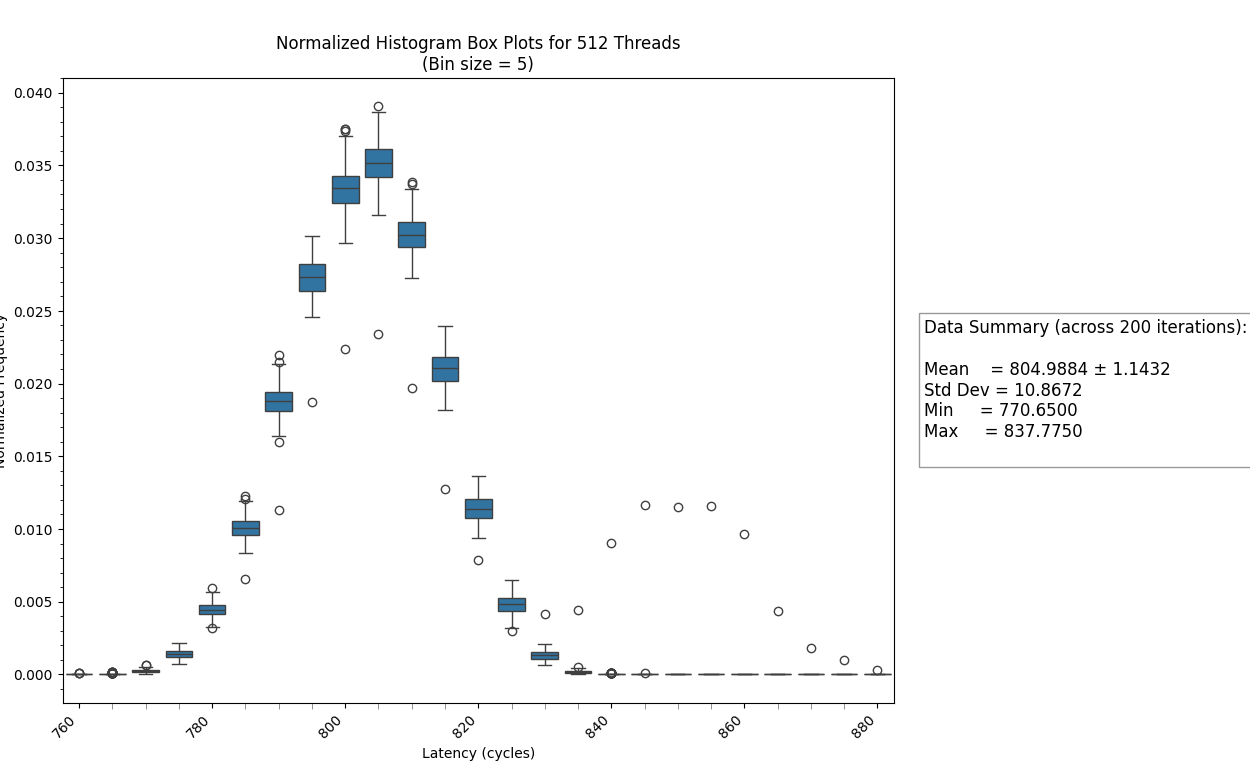 Normalized Histogram Box Plots for 512 Threads
(Bin size = 5)
0.040
0.035
0.030
0.025
0.020
0.015
0.010
0.005
0.000
Normalized Frequency
760
780
800
820
840
860
880
Latency (cycles)
Data Summary (across 200 iterations):
Mean = 804.9884 ± 1.1432
Std Dev = 10.8672
Min = 770.6500
Max = 837.7750